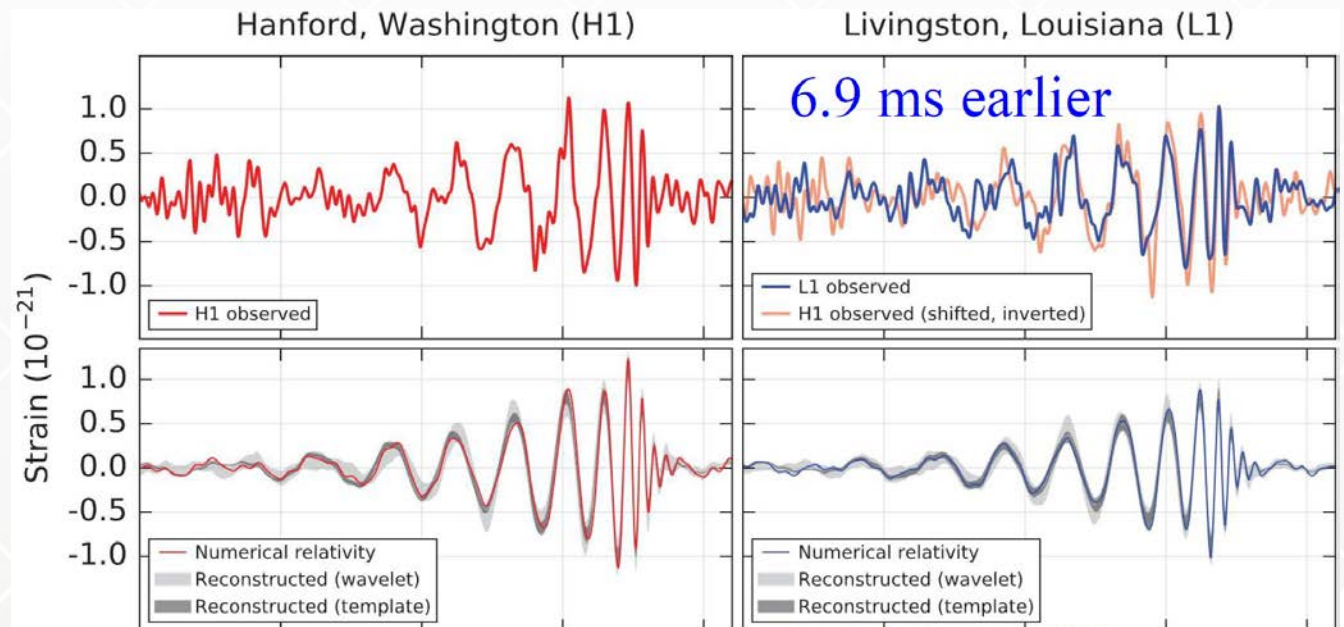 Hanford, Washington (H1)
Livingston, Louisiana (L1)
6.9 ms earlier
1.0
0.5
0.0
-0.5
-1.0
H1 observed
L1 observed
H1 observed (shifted, inverted)
Strain (10⁻²¹)
1.0
0.5
0.0
-0.5
-1.0
Numerical relativity
Reconstructed (wavelet)
Reconstructed (template)
Numerical relativity
Reconstructed (wavelet)
Reconstructed (template)